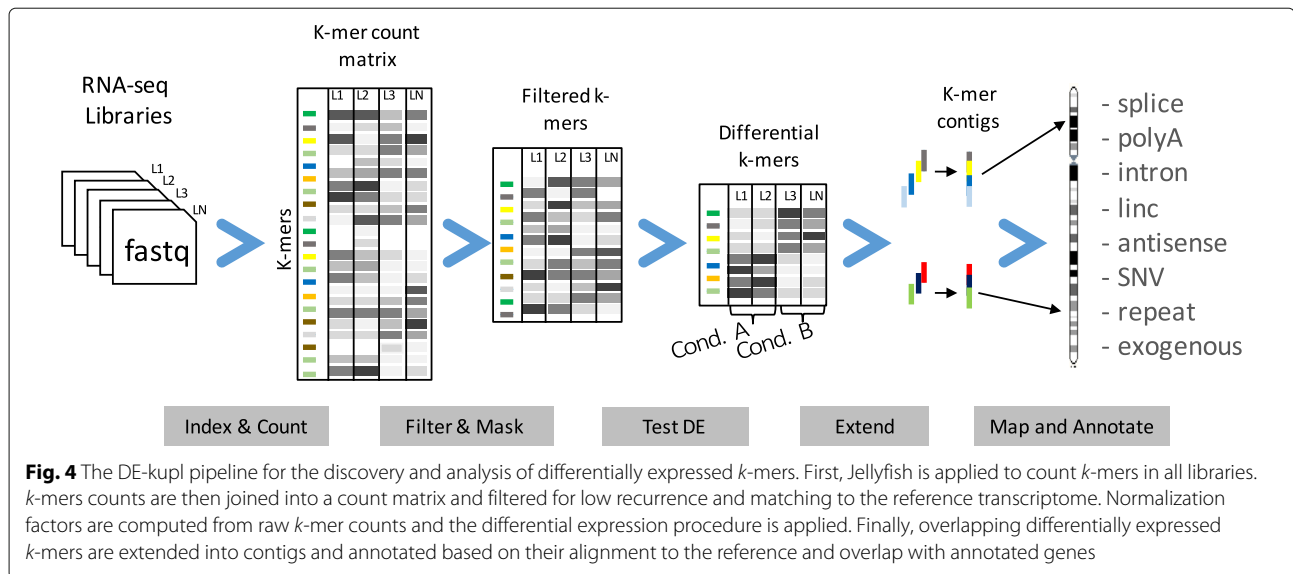 RNA-seq
Libraries
L1
L2
L3
LN
fastq
K-mer count
matrix
L1 L2 L3 LN
K-mers
Filtered k-
mers
L1 L2 L3 LN
Differential
k-mers
L1 L2 L3 LN
Cond. A
Cond. B
K-mer
contigs
- splice
- polyA
- intron
- linc
- antisense
- SNV
- repeat
- exogenous
Index & Count
Filter & Mask
Test DE
Extend
Map and Annotate
Fig. 4 The DE-kupl pipeline for the discovery and analysis of differentially expressed k-mers. First, Jellyfish is applied to count k-mers in all libraries.
k-mers counts are then joined into a count matrix and filtered for low recurrence and matching to the reference transcriptome. Normalization
factors are computed from raw k-mer counts and the differential expression procedure is applied. Finally, overlapping differentially expressed
k-mers are extended into contigs and annotated based on their alignment to the reference and overlap with annotated genes